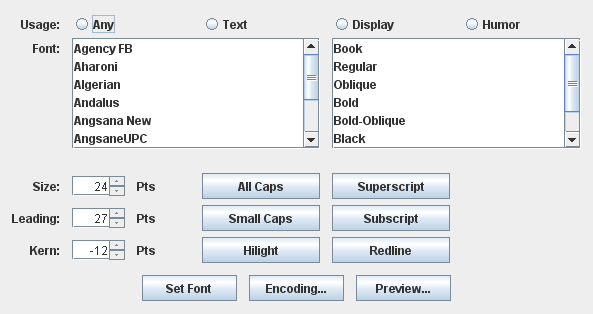 Usage: Any Text Display Humor
Font: Agency FB Book
Aharoni Regular
Algerian Oblique
Andalus Bold
Angsana New Bold-Oblique
AngsaneUPC Black
Size: 24 Pts All Caps Superscript
Leading: 27 Pts Small Caps Subscript
Kern: -12 Pts Hilight Redline
Set Font Encoding... Preview...